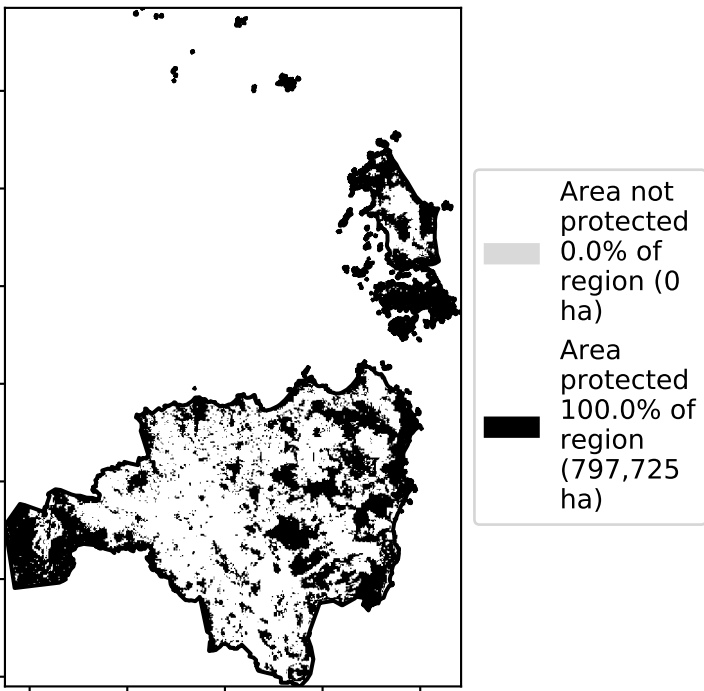 Area not
protected
0.0% of
region (0
ha)
Area
protected
100.0% of
region
(797,725
ha)